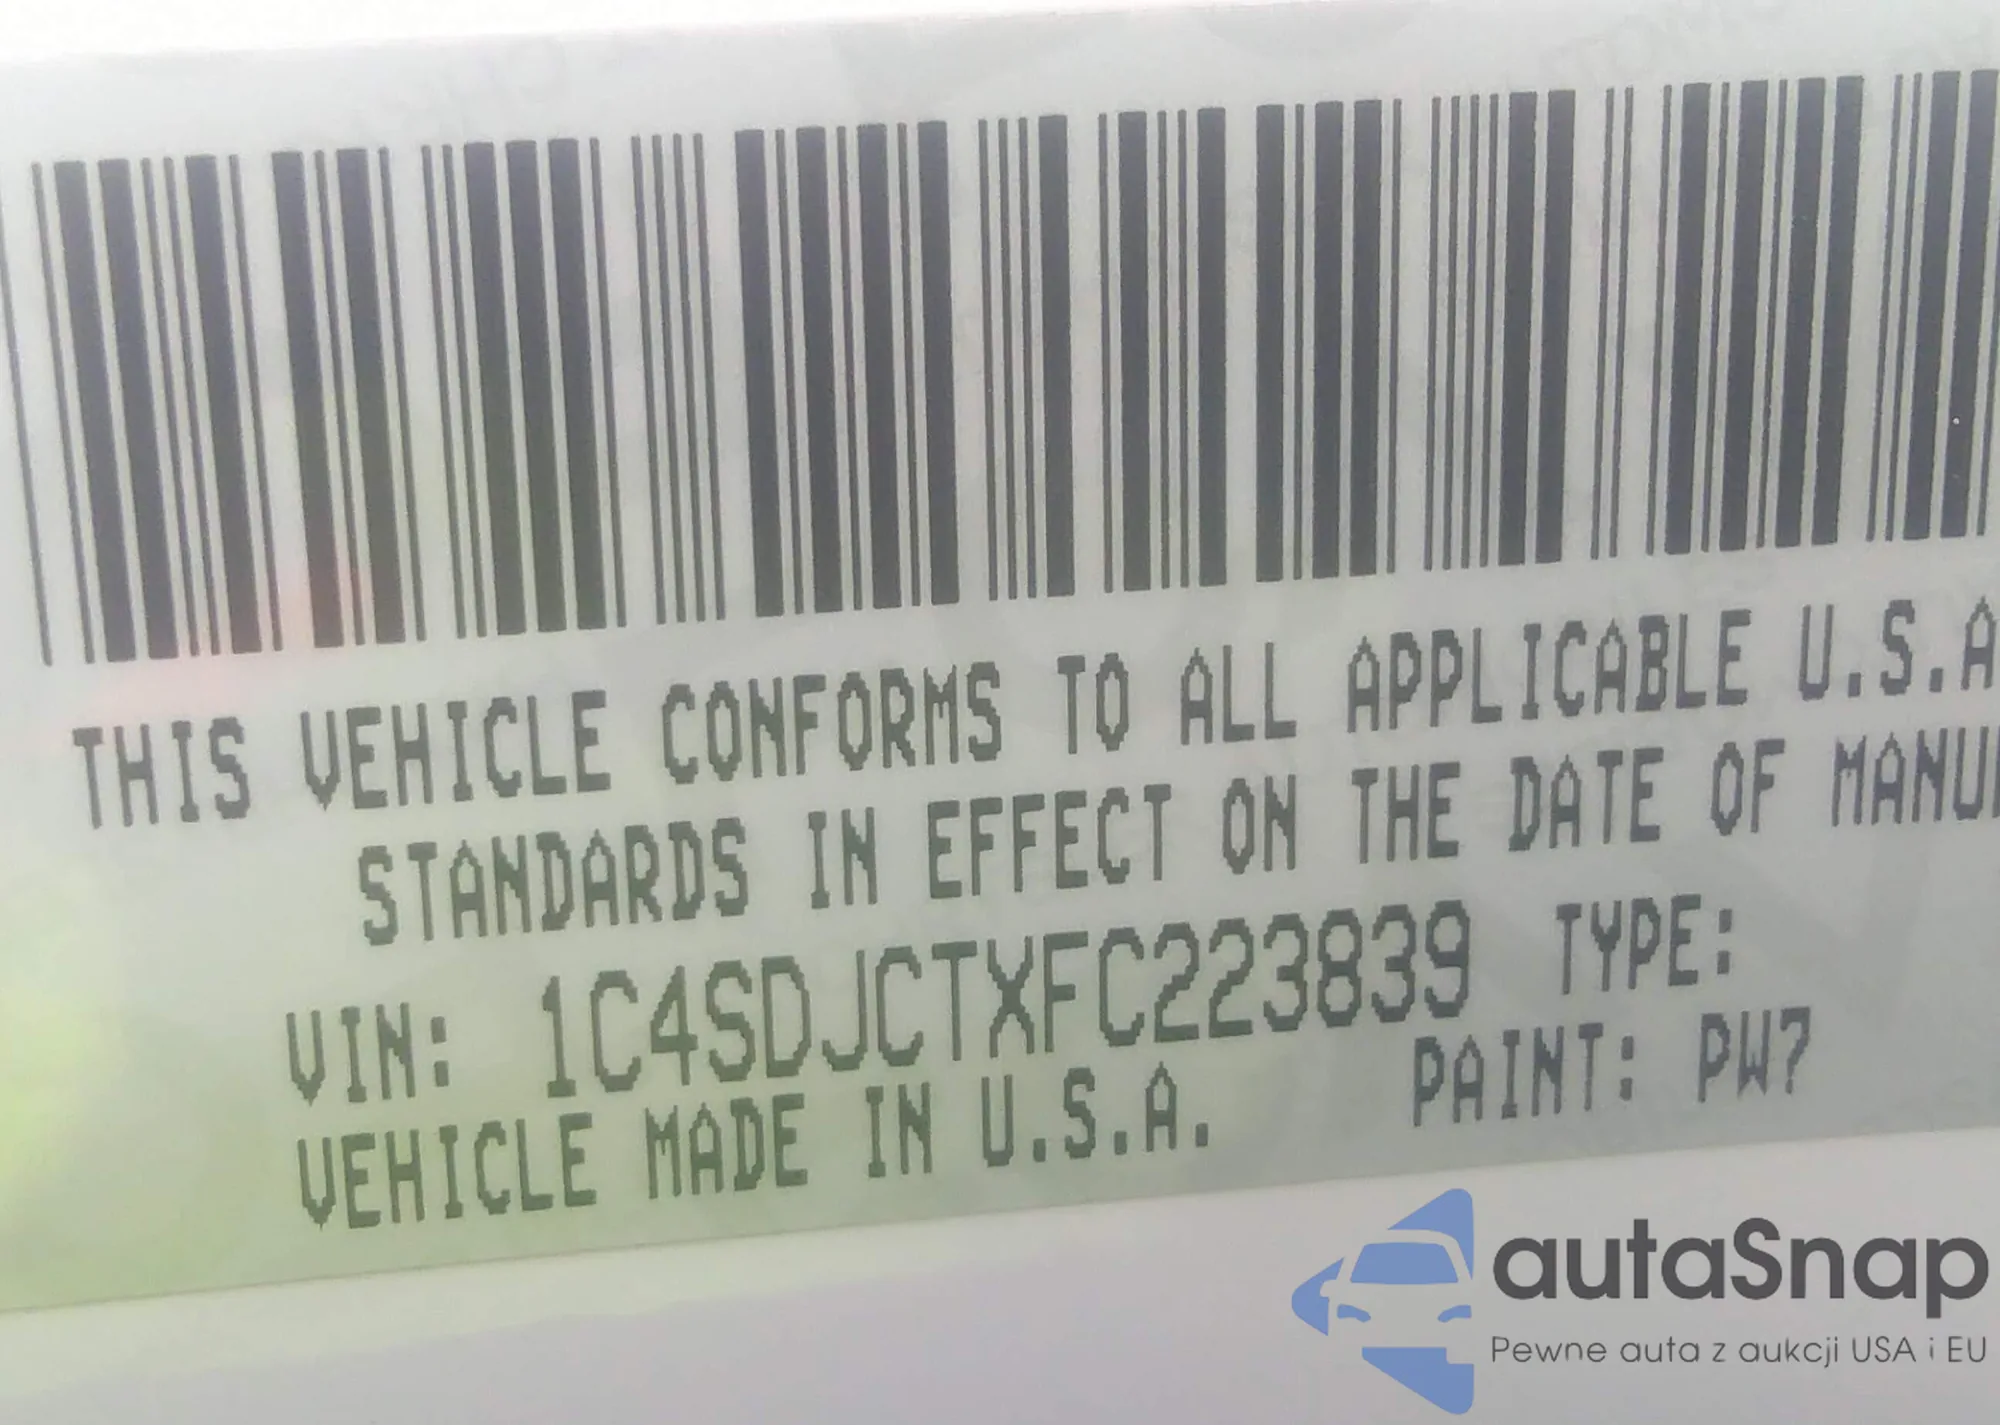 THIS VEHICLE CONFORMS TO ALL APPLICABLE U.S.A
STANDARDS IN EFFECT ON THE DATE OF MANU
VIN: 1C4SDJCTXFC223839 TYPE:
VEHICLE MADE IN U.S.A. PAINT: PW7
autaSnap
Pewne auta z aukcji USA i EU